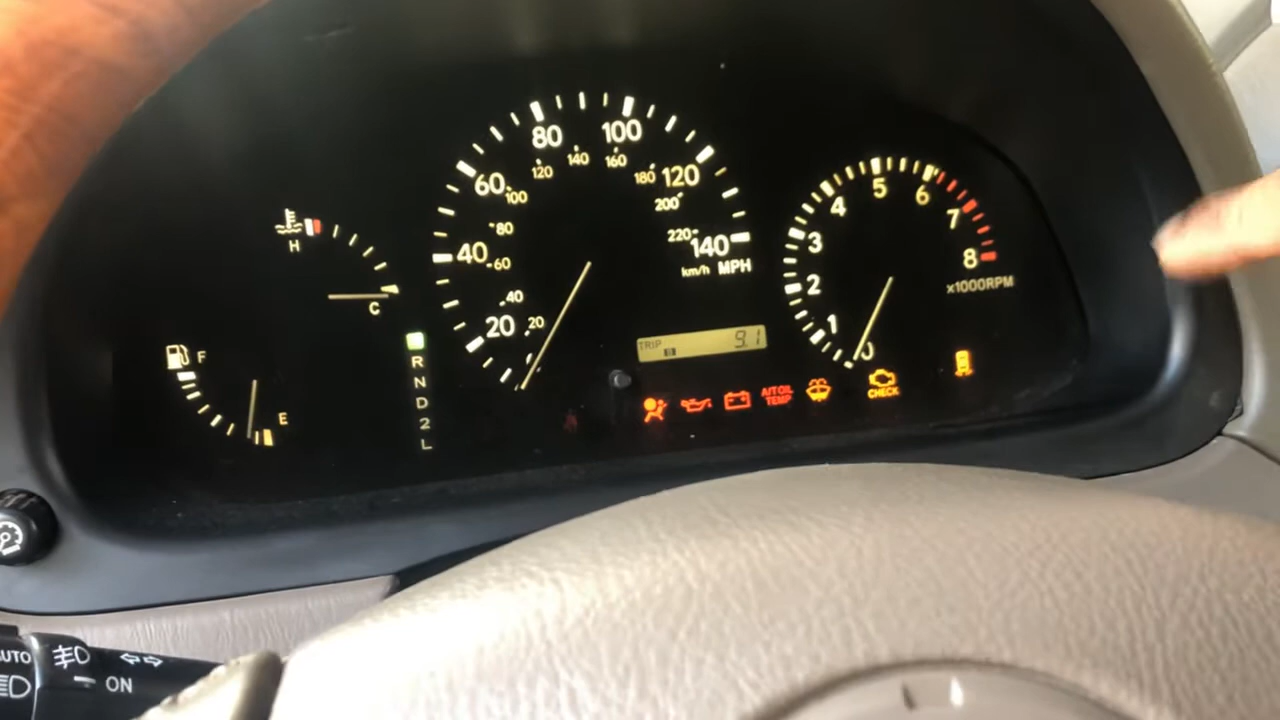 80 100
120 140 160
60 100
180 120
200
80
40 60
220 140
km/h MPH
40
20 20
H
C
F
E
R
N
D
2
L
TRIP B 9.1
5
4 6
3 7
2 8
x1000RPM
1
0
A/T OIL
TEMP
CHECK
AUTO
ON